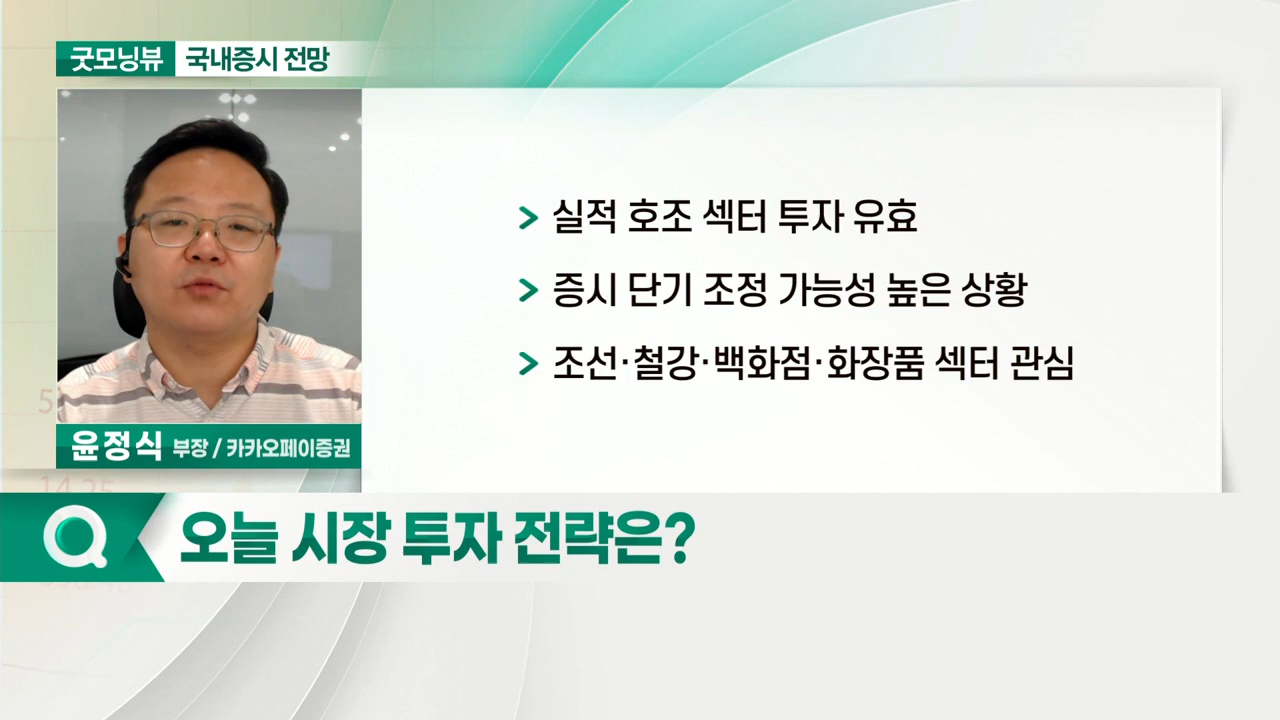 굿모닝뷰 국내증시 전망
> 실적 호조 섹터 투자 유효
> 증시 단기 조정 가능성 높은 상황
> 조선·철강·백화점·화장품 섹터 관심
윤정식 부장 / 카카오페이증권
Q 오늘 시장 투자 전략은?